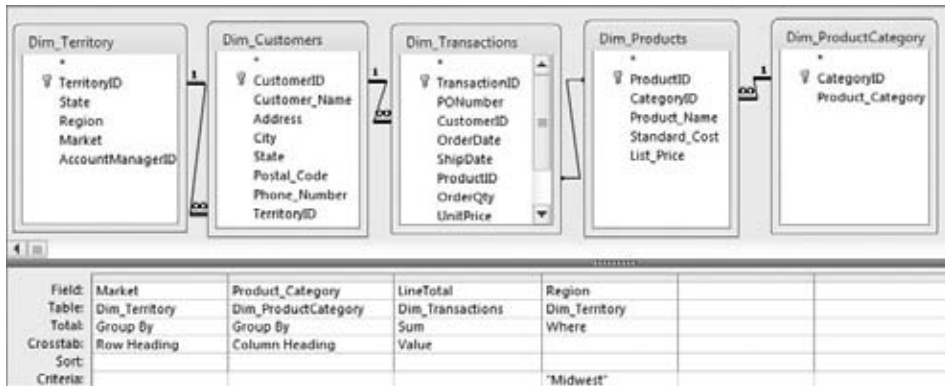 Dim_Territory
*
TerritoryID
State
Region
Market
AccountManagerID
1
∞
Dim_Customers
*
CustomerID
Customer_Name
Address
City
State
Postal_Code
Phone_Number
TerritoryID
1
∞
Dim_Transactions
*
TransactionID
PONumber
CustomerID
OrderDate
ShipDate
ProductID
OrderQty
UnitPrice
Dim_Products
*
ProductID
CategoryID
Product_Name
Standard_Cost
List_Price
∞
1
Dim_ProductCategory
*
CategoryID
Product_Category
Field: Market Product_Category LineTotal Region
Table: Dim_Territory Dim_ProductCategory Dim_Transactions Dim_Territory
Total: Group By Group By Sum Where
Crosstab: Row Heading Column Heading Value
Sort:
Criteria: "Midwest"